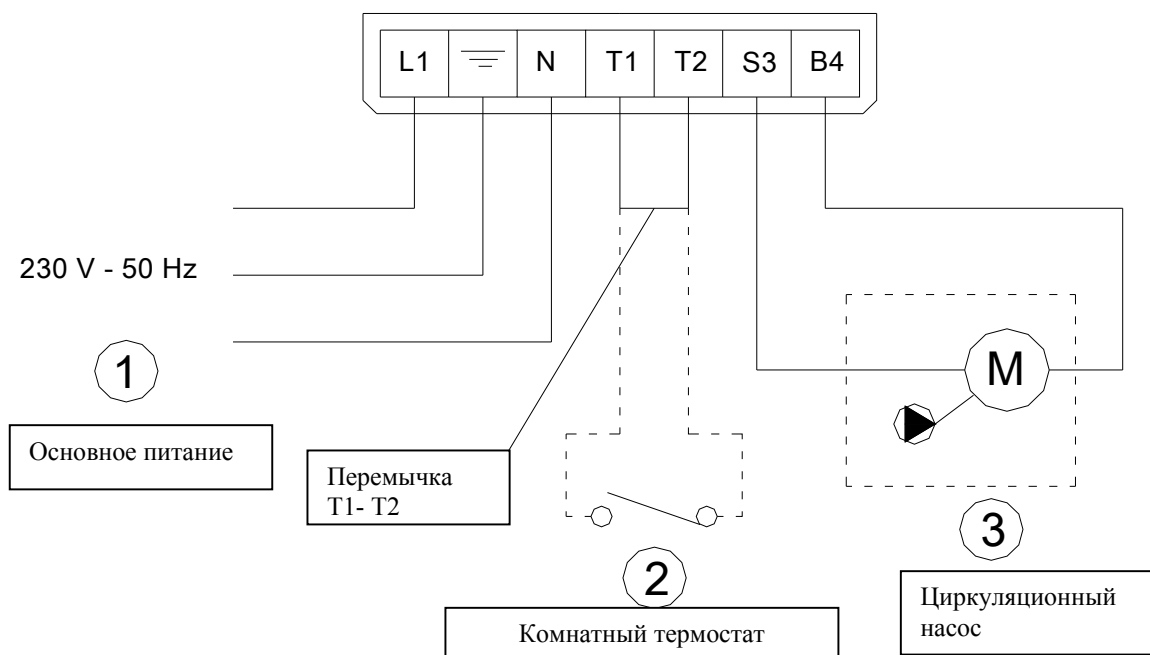 L1 N T1 T2 S3 B4
230 V - 50 Hz
1
Основное питание
Перемычка
T1- T2
2
Комнатный термостат
M
3
Циркуляционный
насос